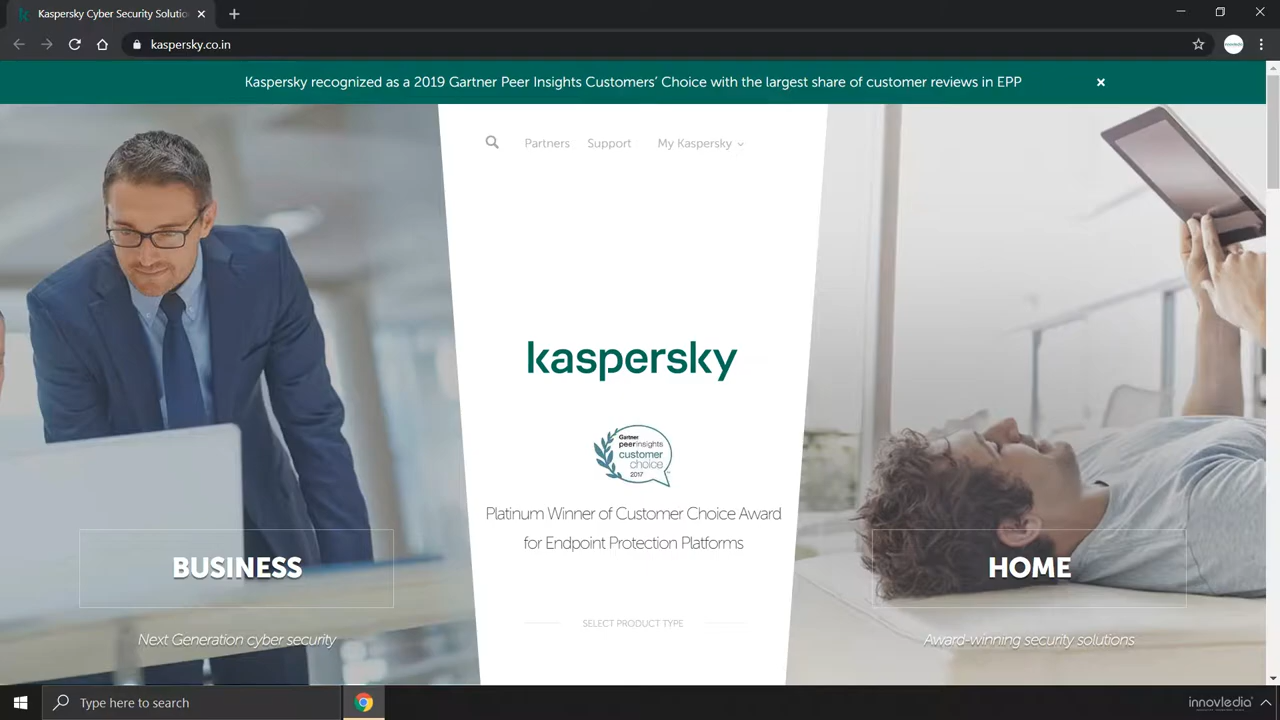 Kaspersky Cyber Security Solutio
kaspersky.co.in
Kaspersky recognized as a 2019 Gartner Peer Insights Customers' Choice with the largest share of customer reviews in EPP
Partners Support My Kaspersky
kaspersky
Gartner
peerinsights
customer
choice
2017
Platinum Winner of Customer Choice Award
for Endpoint Protection Platforms
BUSINESS
HOME
SELECT PRODUCT TYPE
Next Generation cyber security
Award-winning security solutions
Type here to search
innovledia